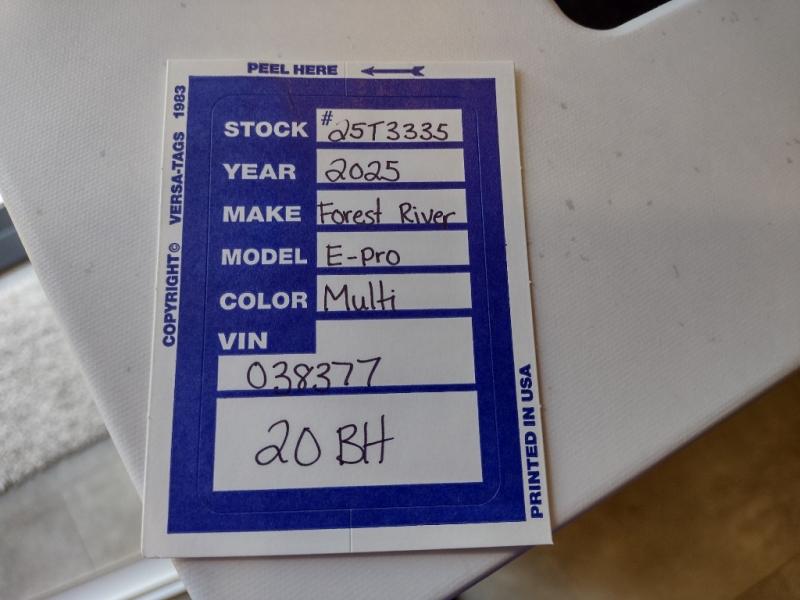 PEEL HERE
COPYRIGHT © VERSA-TAGS 1983
STOCK #25T3335
YEAR 2025
MAKE Forest River
MODEL E-Pro
COLOR Multi
VIN
038377
20 BH
PRINTED IN USA